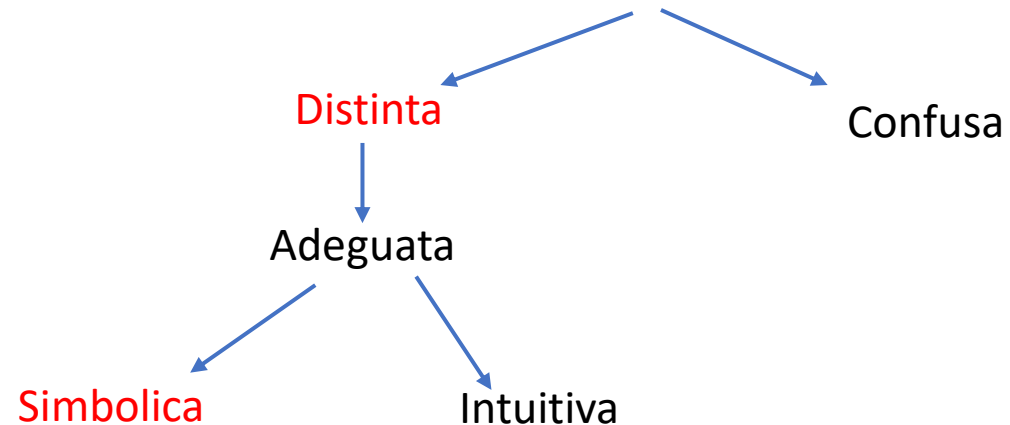 Distinta
Confusa
Adeguata
Simbolica
Intuitiva